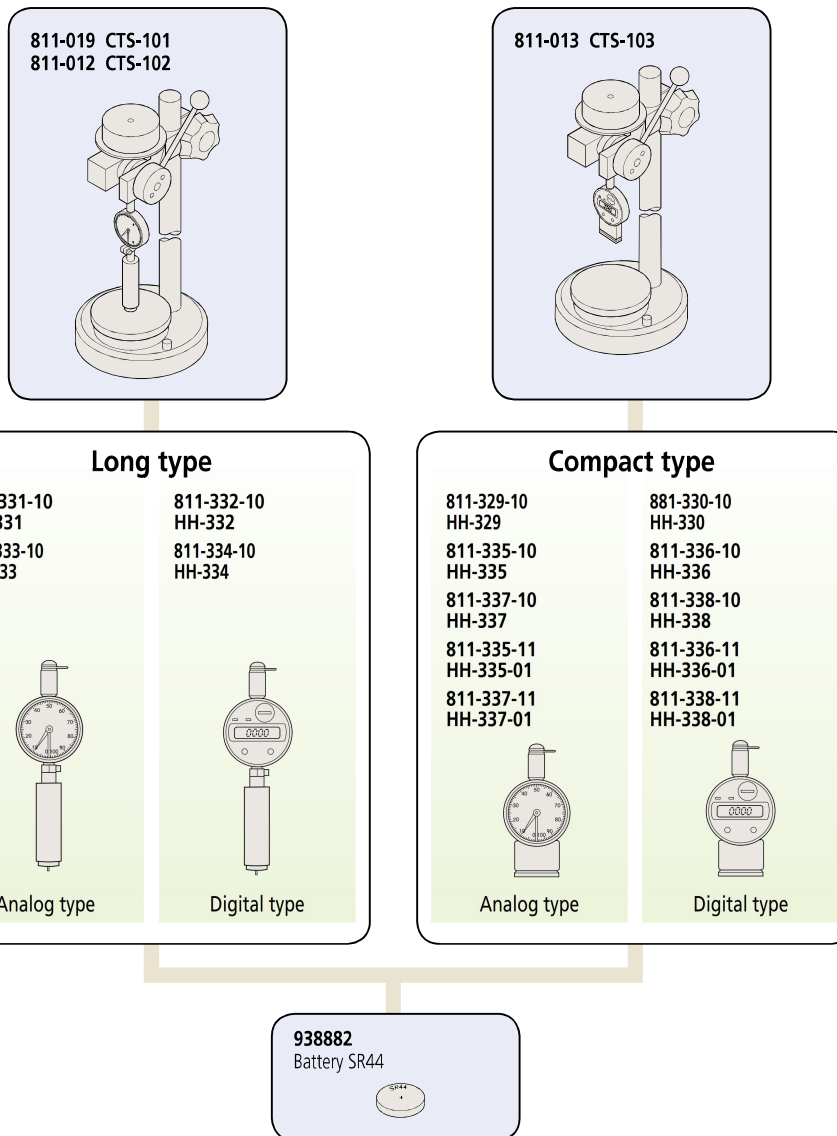 811-019 CTS-101
811-012 CTS-102
811-013 CTS-103
Long type
331-10
331
333-10
33
811-332-10
HH-332
811-334-10
HH-334
Analog type
Digital type
Compact type
811-329-10
HH-329
811-335-10
HH-335
811-337-10
HH-337
811-335-11
HH-335-01
811-337-11
HH-337-01
881-330-10
HH-330
811-336-10
HH-336
811-338-10
HH-338
811-336-11
HH-336-01
811-338-11
HH-338-01
Analog type
Digital type
938882
Battery SR44
SR44